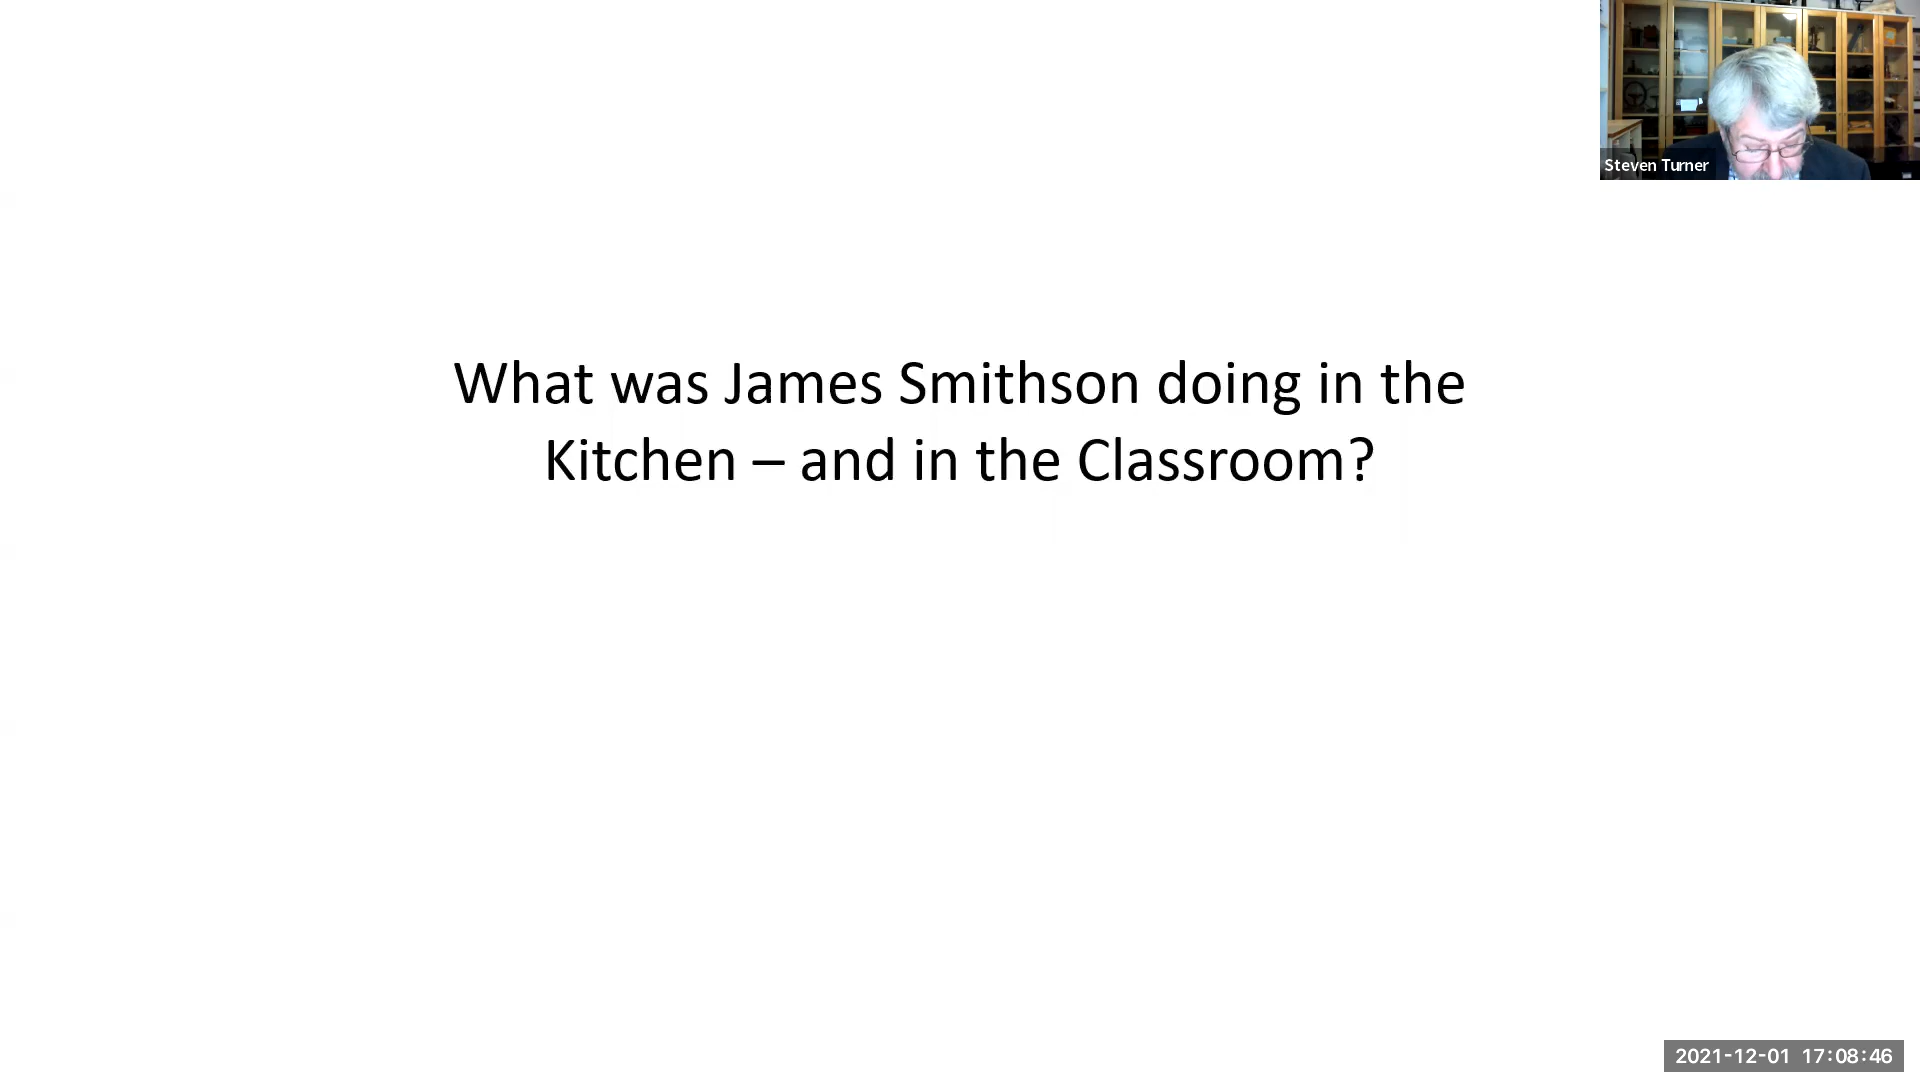 Steven Turner
What was James Smithson doing in the
Kitchen – and in the Classroom?
2021-12-01 17:08:46